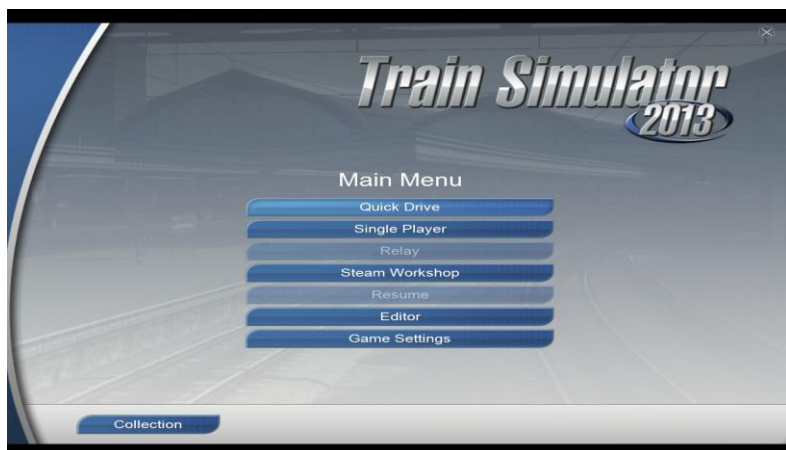 Train Simulator
2013
Main Menu
Quick Drive
Single Player
Relay
Steam Workshop
Resume
Editor
Game Settings
Collection